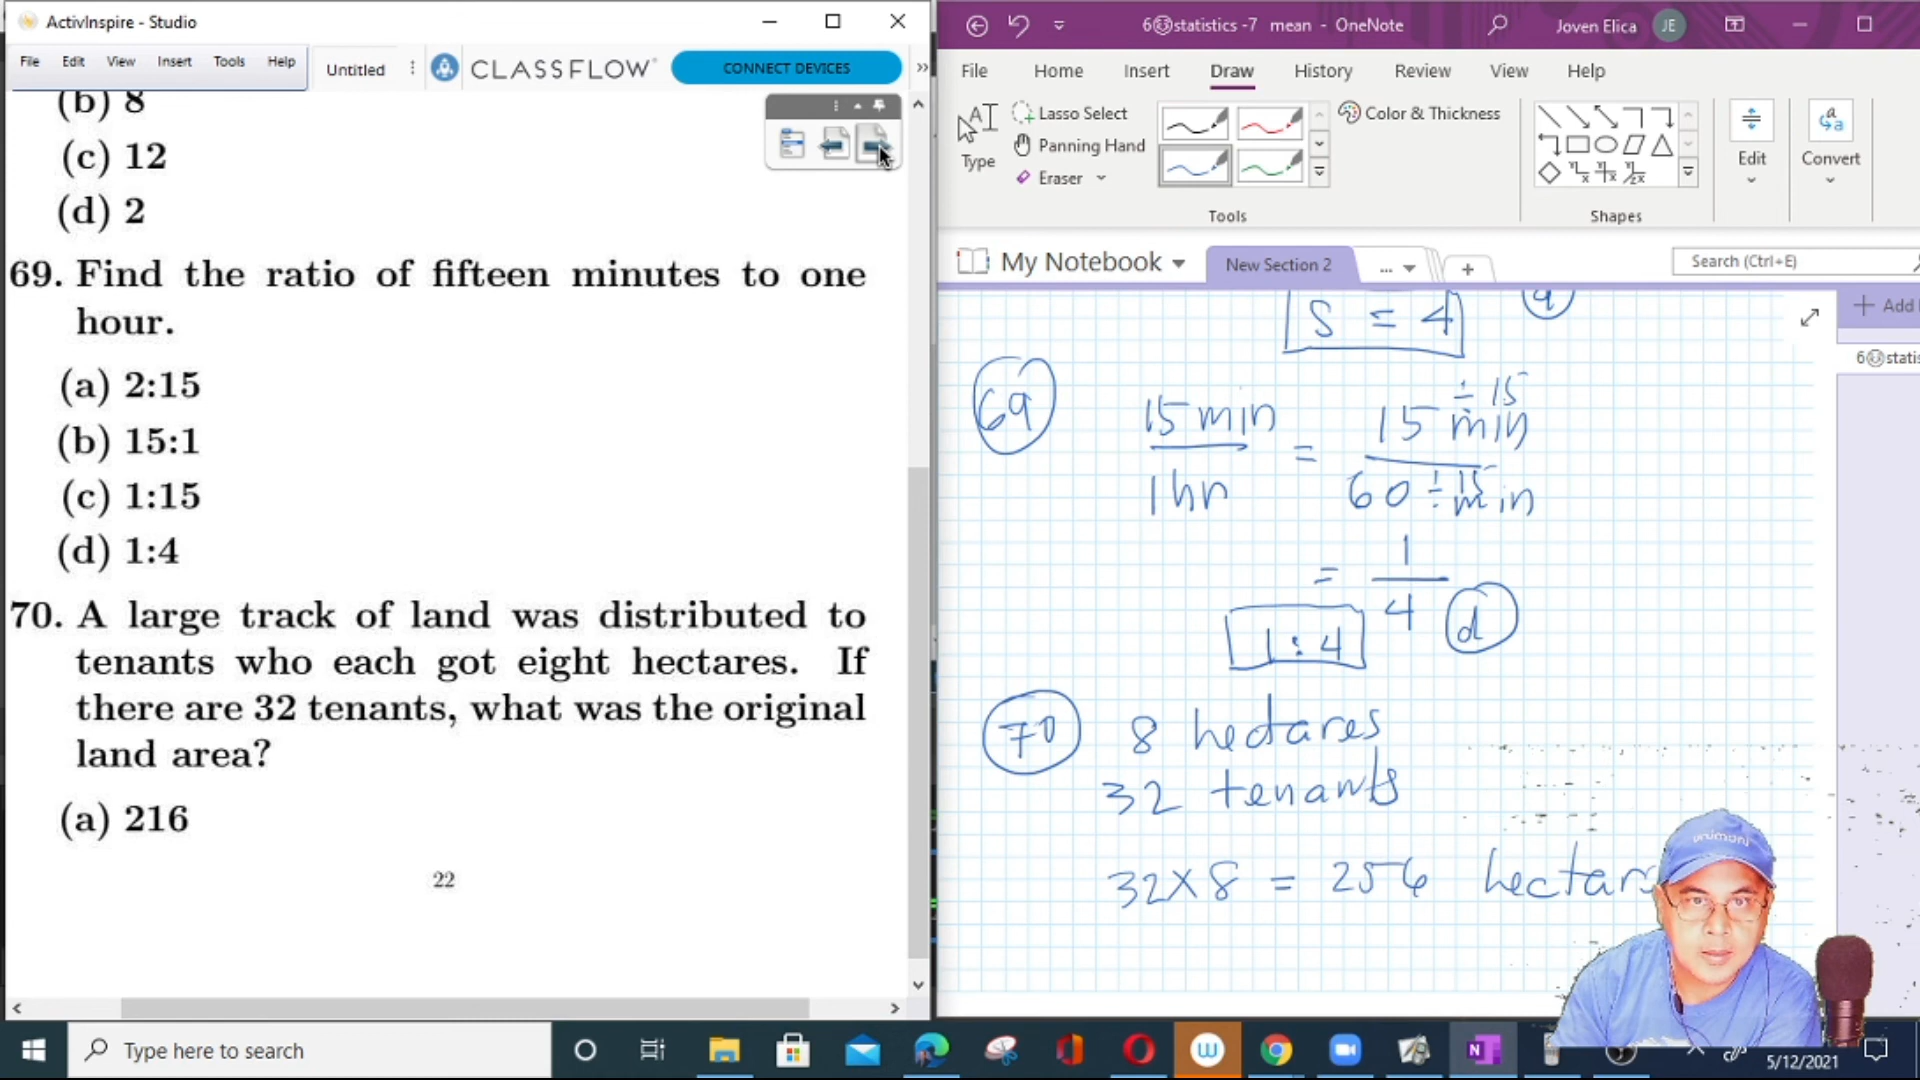 ActivInspire - Studio
File Edit View Insert Tools Help
Untitled
CLASSFLOW
CONNECT DEVICES
(b) 8
(c) 12
(d) 2
69. Find the ratio of fifteen minutes to one
hour.
(a) 2:15
(b) 15:1
(c) 1:15
(d) 1:4
70. A large track of land was distributed to
tenants who each got eight hectares. If
there are 32 tenants, what was the original
land area?
(a) 216
22
6 statistics -7 mean - OneNote
Joven Elica JE
File Home Insert Draw History Review View Help
Type
Lasso Select
Panning Hand
Eraser
Color & Thickness
Edit
Convert
Tools
Shapes
My Notebook
New Section 2
...
Search (Ctrl+E)
Add
6 statis
S = 4
69
÷ 15
15 min = 15 min
1 hr 60 ÷ 15 min
= 1
4
1 : 4
d
70
8 hectares
32 tenants
32 x 8 = 256 hectars
unimoni
Type here to search
5/12/2021